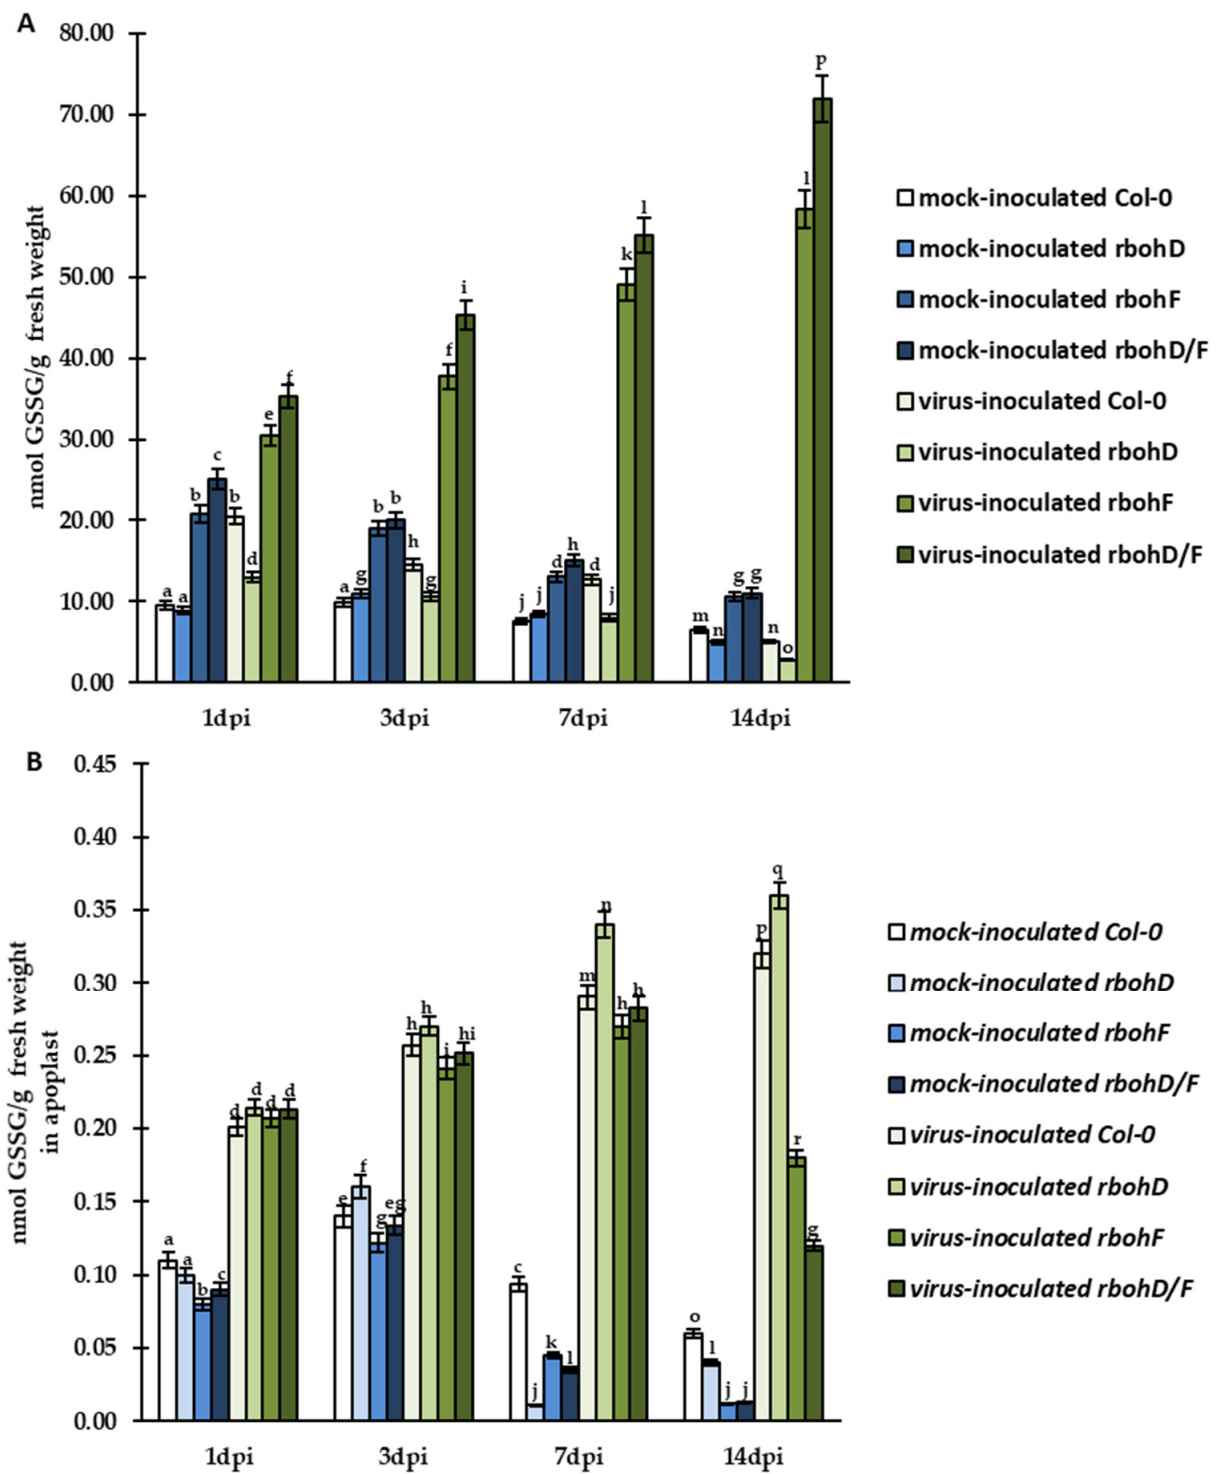 A
80.00
70.00
60.00
50.00
40.00
30.00
20.00
10.00
0.00
nmol GSSG/g fresh weight
a a b c b d e f
a g b b h g f i
j j d h d j k l
m n g g n o l p
1dpi 3dpi 7dpi 14dpi
mock-inoculated Col-0
mock-inoculated rbohD
mock-inoculated rbohF
mock-inoculated rbohD/F
virus-inoculated Col-0
virus-inoculated rbohD
virus-inoculated rbohF
virus-inoculated rbohD/F
B
0.45
0.40
0.35
0.30
0.25
0.20
0.15
0.10
0.05
0.00
nmol GSSG/g fresh weight
in apoplast
a a b c d d d d
e f g eg h h i hi
c j k l m n h h
o l j j p q r g
1dpi 3dpi 7dpi 14dpi
mock-inoculated Col-0
mock-inoculated rbohD
mock-inoculated rbohF
mock-inoculated rbohD/F
virus-inoculated Col-0
virus-inoculated rbohD
virus-inoculated rbohF
virus-inoculated rbohD/F